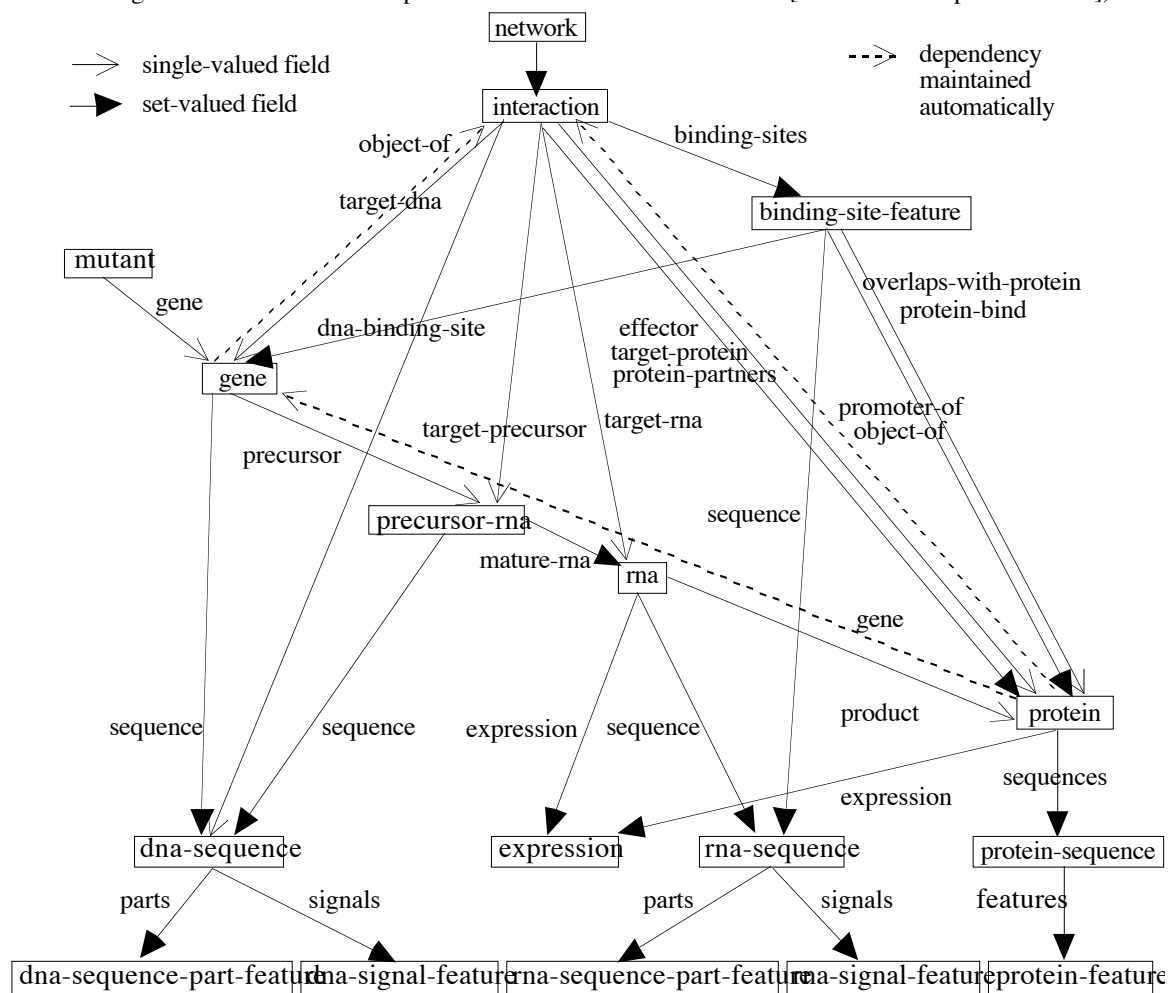 network
single-valued field
set-valued field
dependency
maintained
automatically
interaction
object-of
binding-sites
target-dna
binding-site-feature
mutant
gene
overlaps-with-protein
protein-bind
dna-binding-site
effector
target-protein
protein-partners
gene
promoter-of
object-of
target-precursor
target-rna
precursor
precursor-rna
sequence
mature-rna
rna
gene
sequence
sequence
expression
sequence
product
protein
sequences
expression
dna-sequence
expression
rna-sequence
protein-sequence
parts
signals
parts
signals
features
dna-sequence-part-feature
dna-signal-feature
rna-sequence-part-feature
rna-signal-feature
protein-feature